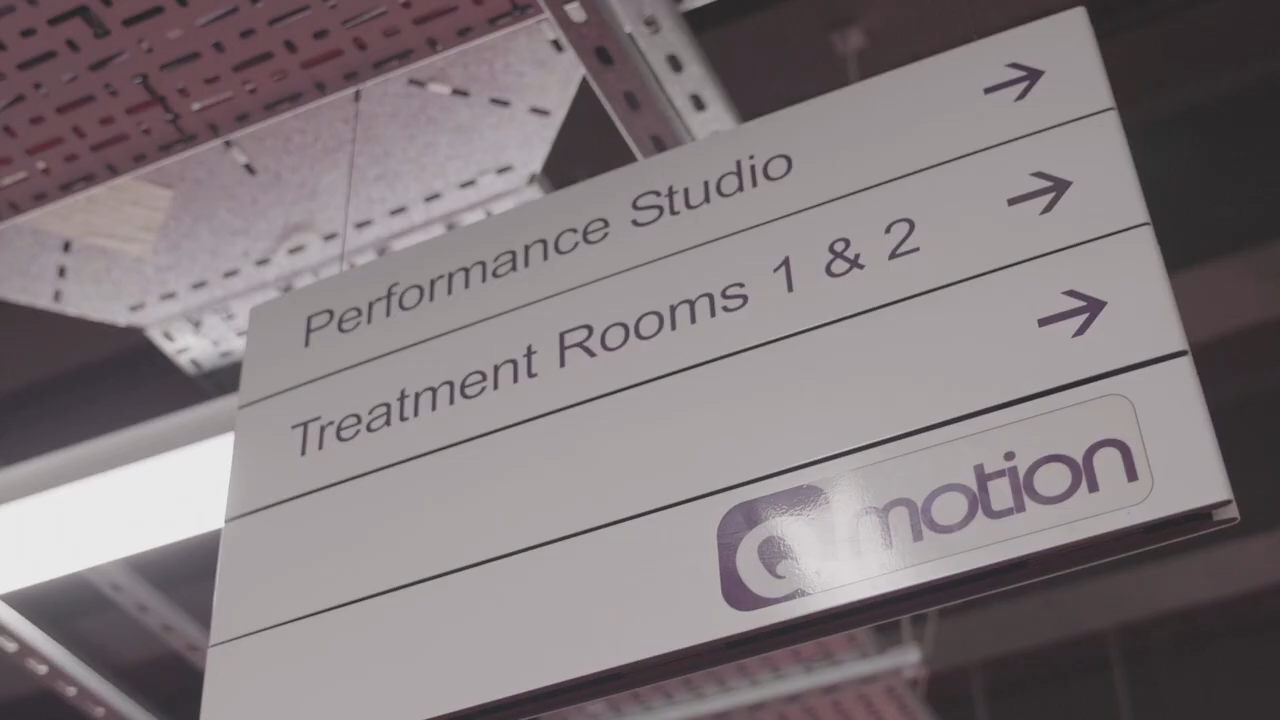 Performance Studio →
Treatment Rooms 1 & 2 →
→
Q motion